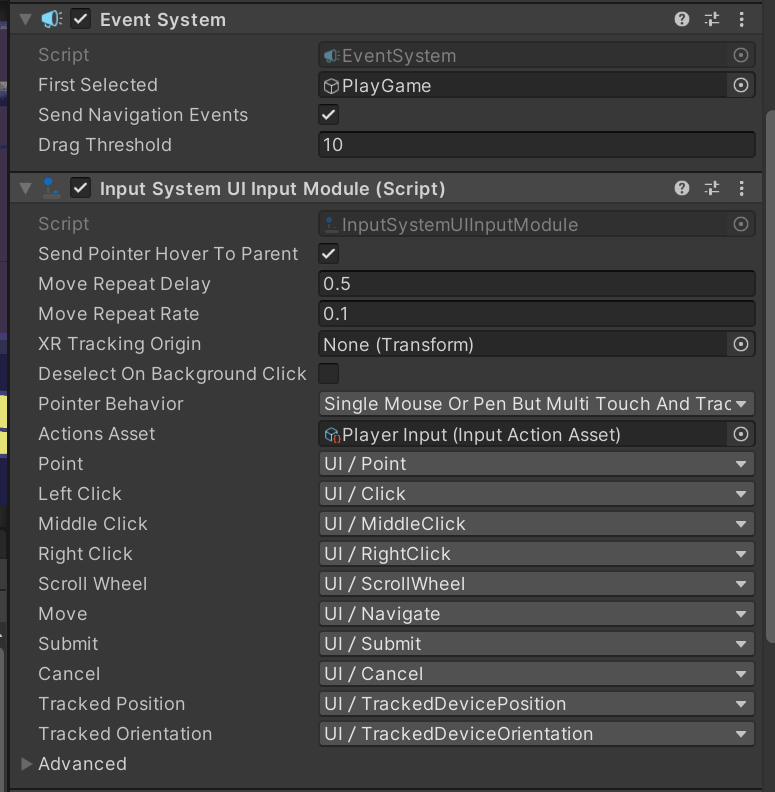 Event System
Script EventSystem
First Selected PlayGame
Send Navigation Events
Drag Threshold 10
Input System UI Input Module (Script)
Script InputSystemUIInputModule
Send Pointer Hover To Parent
Move Repeat Delay 0.5
Move Repeat Rate 0.1
XR Tracking Origin None (Transform)
Deselect On Background Click
Pointer Behavior Single Mouse Or Pen But Multi Touch And Trac
Actions Asset Player Input (Input Action Asset)
Point UI / Point
Left Click UI / Click
Middle Click UI / MiddleClick
Right Click UI / RightClick
Scroll Wheel UI / ScrollWheel
Move UI / Navigate
Submit UI / Submit
Cancel UI / Cancel
Tracked Position UI / TrackedDevicePosition
Tracked Orientation UI / TrackedDeviceOrientation
Advanced